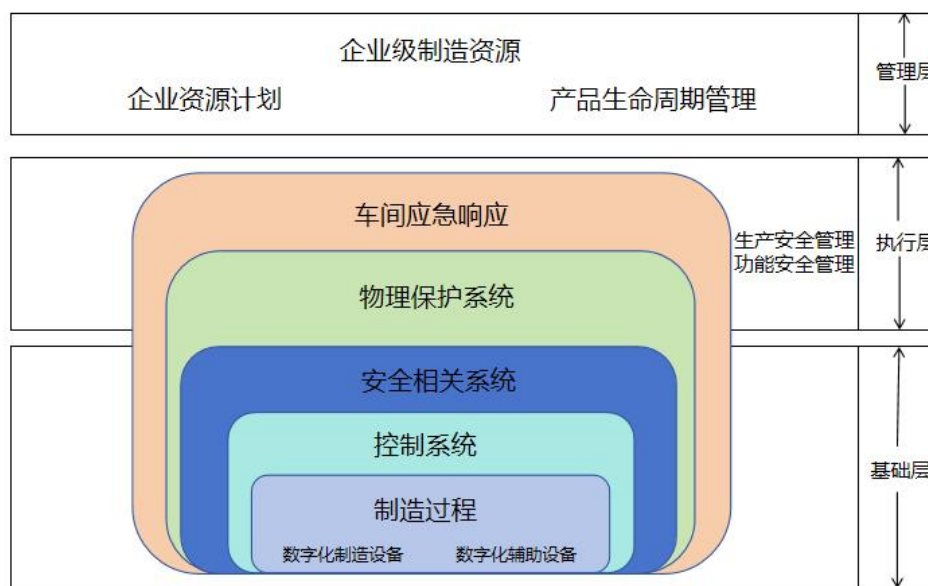 企业级制造资源
企业资源计划
产品生命周期管理
管理层
车间应急响应
生产安全管理
功能安全管理
执行层
物理保护系统
安全相关系统
控制系统
基础层
制造过程
数字化制造设备
数字化辅助设备